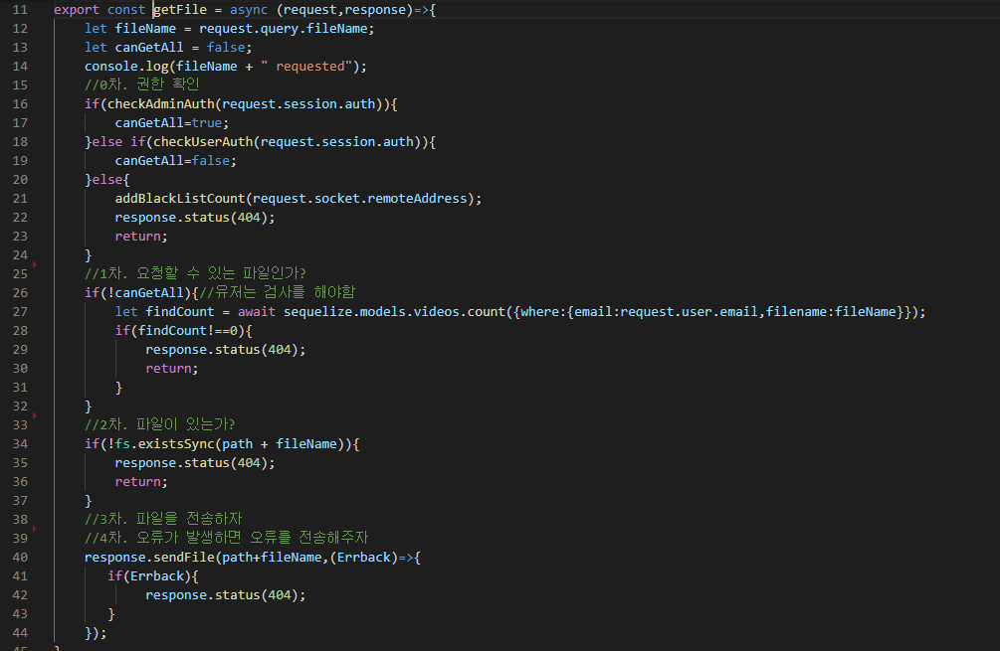 11 export const getFile = async (request,response)=>{
12 let fileName = request.query.fileName;
13 let canGetAll = false;
14 console.log(fileName + " requested");
15 //0차. 권한 확인
16 if(checkAdminAuth(request.session.auth)){
17 canGetAll=true;
18 }else if(checkUserAuth(request.session.auth)){
19 canGetAll=false;
20 }else{
21 addBlackListCount(request.socket.remoteAddress);
22 response.status(404);
23 return;
24 }
25 //1차. 요청할 수 있는 파일인가?
26 if(!canGetAll){//유저는 검사를 해야함
27 let findCount = await sequelize.models.videos.count({where:{email:request.user.email,filename:fileName}});
28 if(findCount!==0){
29 response.status(404);
30 return;
31 }
32 }
33 //2차. 파일이 있는가?
34 if(!fs.existsSync(path + fileName)){
35 response.status(404);
36 return;
37 }
38 //3차. 파일을 전송하자
39 //4차. 오류가 발생하면 오류를 전송해주자
40 response.sendFile(path+fileName,(Errback)=>{
41 if(Errback){
42 response.status(404);
43 }
44 });
45 }